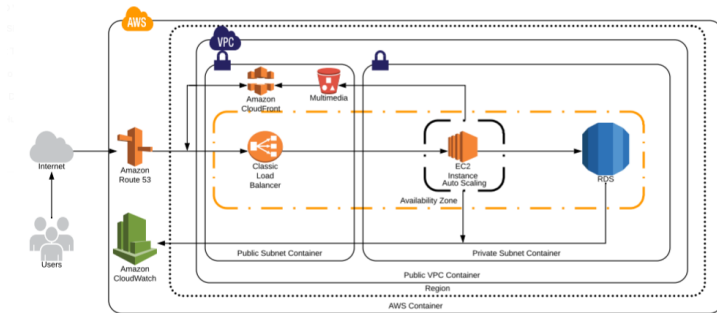 AWS
VPC
Amazon
CloudFront
Multimedia
Internet
Amazon
Route 53
Classic
Load
Balancer
EC2
Instance
Auto Scaling
RDS
Availability Zone
Users
Amazon
CloudWatch
Public Subnet Container
Private Subnet Container
Public VPC Container
Region
AWS Container